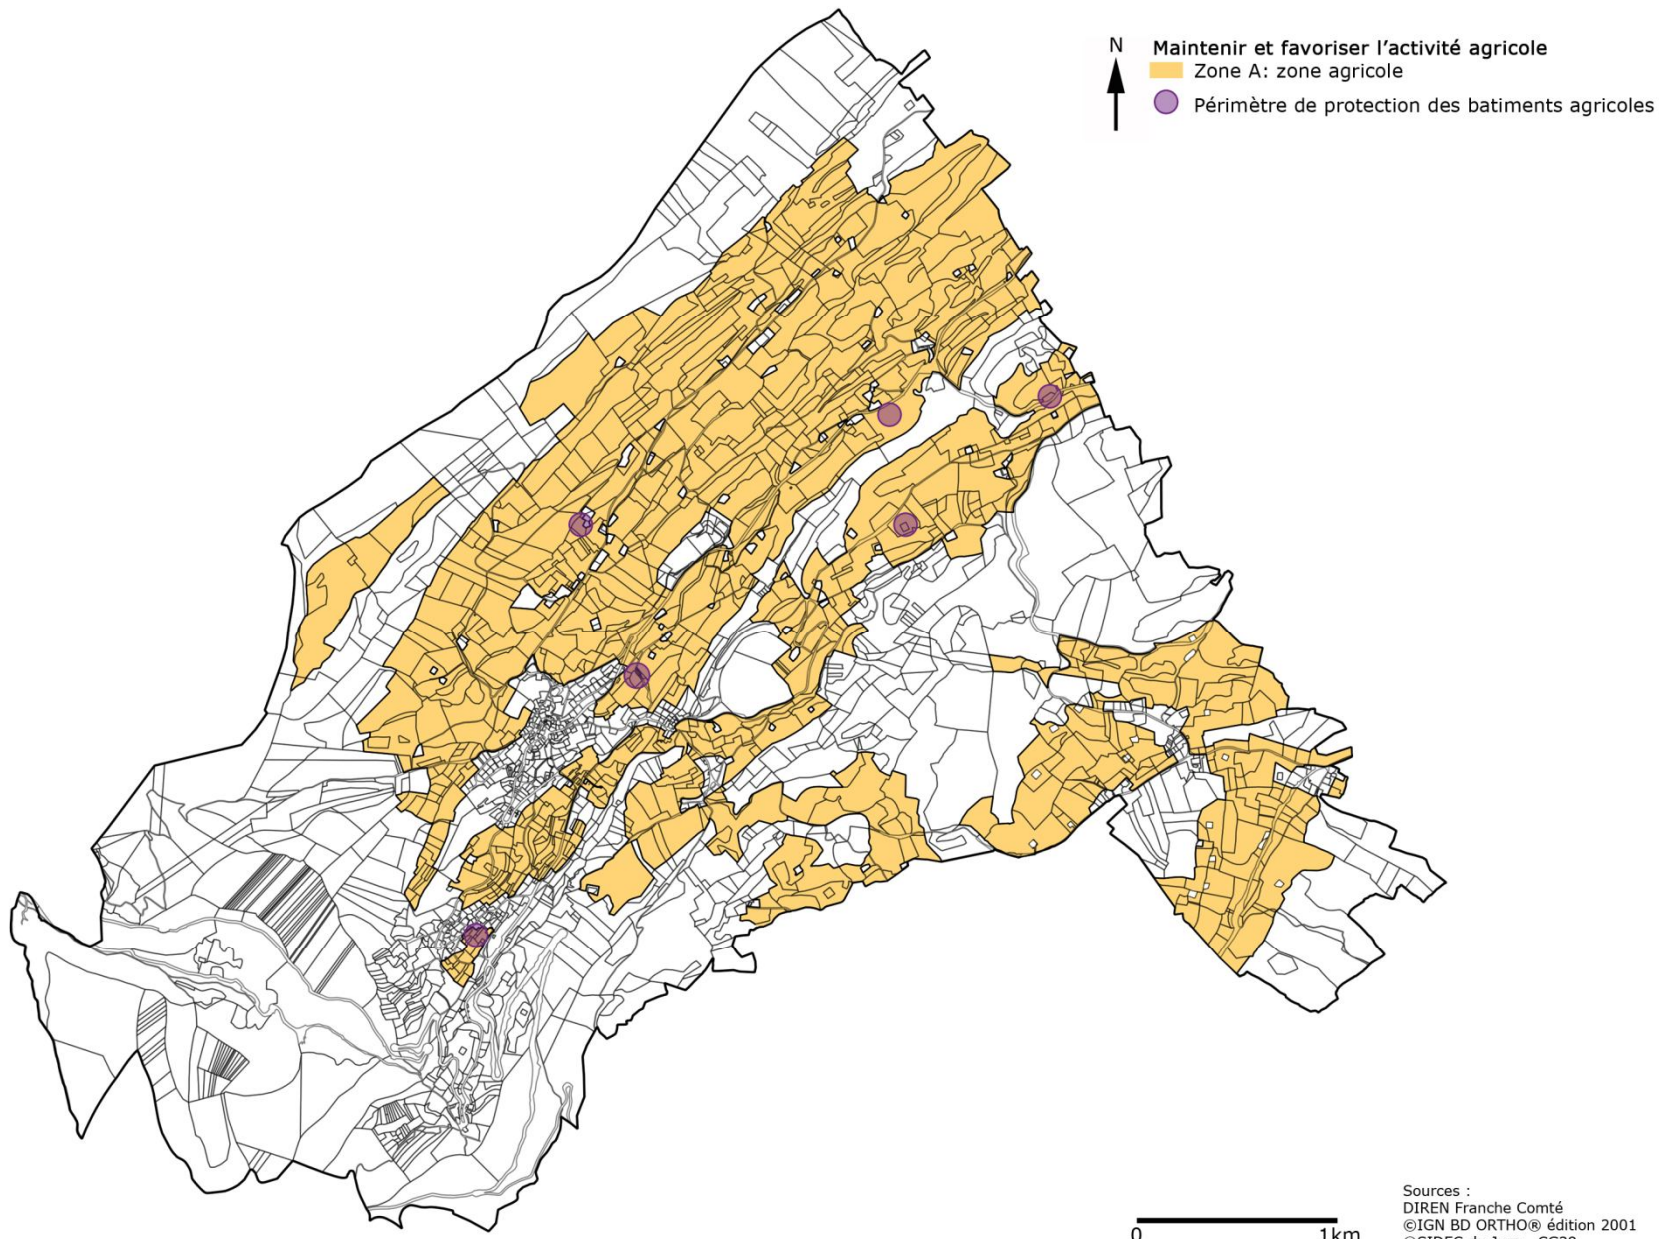 N
Maintenir et favoriser l'activité agricole
Zone A: zone agricole
Périmètre de protection des batiments agricoles
Sources :
DIREN Franche Comté
©IGN BD ORTHO® édition 2001
0 1km